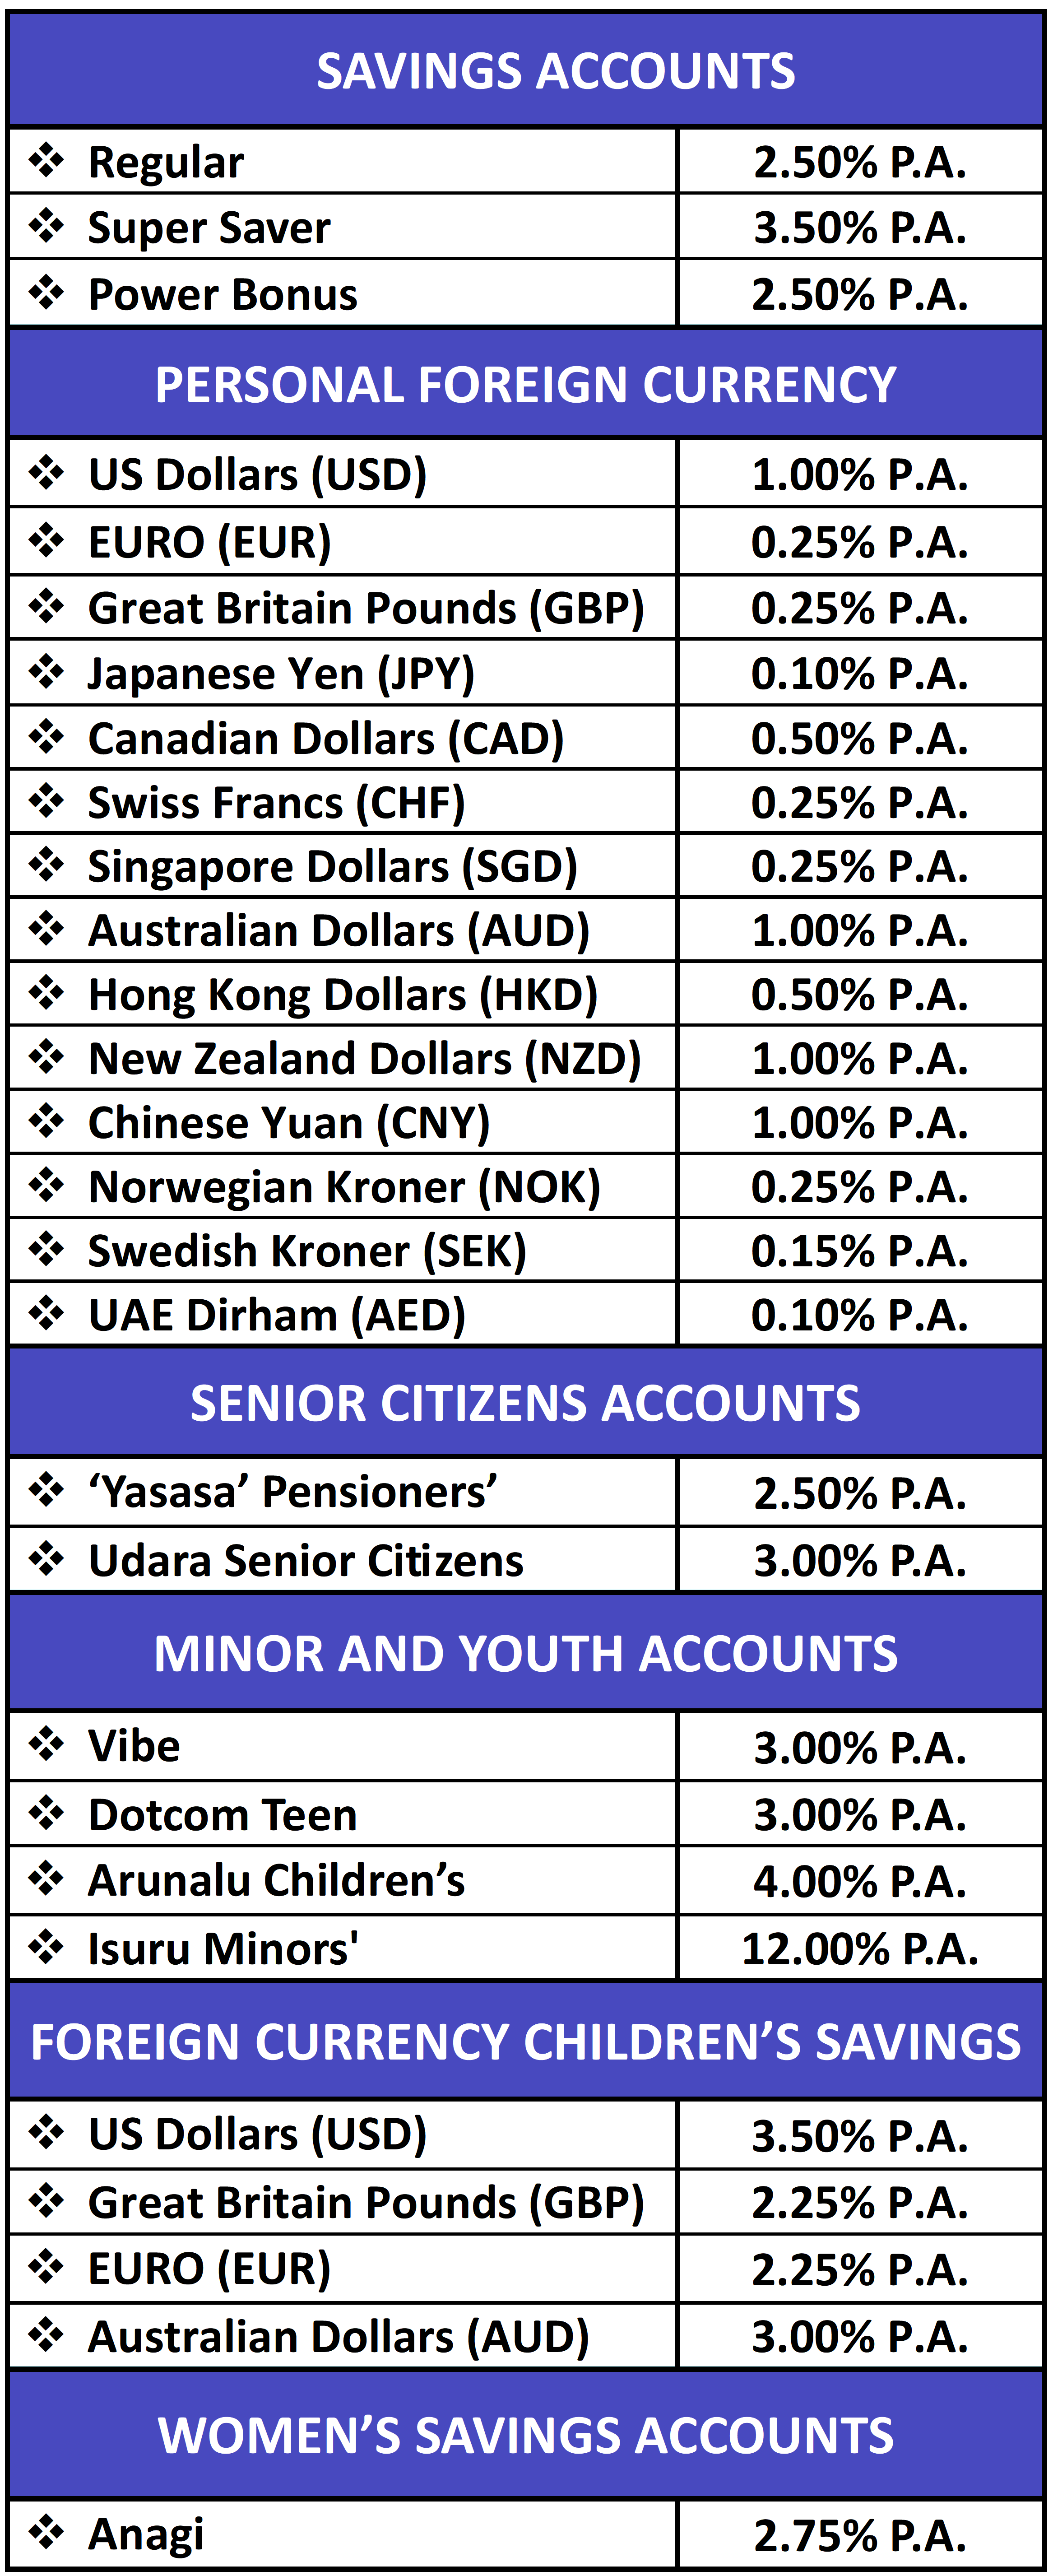 SAVINGS ACCOUNTS
❖ Regular 2.50% P.A.
❖ Super Saver 3.50% P.A.
❖ Power Bonus 2.50% P.A.
PERSONAL FOREIGN CURRENCY
❖ US Dollars (USD) 1.00% P.A.
❖ EURO (EUR) 0.25% P.A.
❖ Great Britain Pounds (GBP) 0.25% P.A.
❖ Japanese Yen (JPY) 0.10% P.A.
❖ Canadian Dollars (CAD) 0.50% P.A.
❖ Swiss Francs (CHF) 0.25% P.A.
❖ Singapore Dollars (SGD) 0.25% P.A.
❖ Australian Dollars (AUD) 1.00% P.A.
❖ Hong Kong Dollars (HKD) 0.50% P.A.
❖ New Zealand Dollars (NZD) 1.00% P.A.
❖ Chinese Yuan (CNY) 1.00% P.A.
❖ Norwegian Kroner (NOK) 0.25% P.A.
❖ Swedish Kroner (SEK) 0.15% P.A.
❖ UAE Dirham (AED) 0.10% P.A.
SENIOR CITIZENS ACCOUNTS
❖ ‘Yasasa’ Pensioners’ 2.50% P.A.
❖ Udara Senior Citizens 3.00% P.A.
MINOR AND YOUTH ACCOUNTS
❖ Vibe 3.00% P.A.
❖ Dotcom Teen 3.00% P.A.
❖ Arunalu Children’s 4.00% P.A.
❖ Isuru Minors' 12.00% P.A.
FOREIGN CURRENCY CHILDREN’S SAVINGS
❖ US Dollars (USD) 3.50% P.A.
❖ Great Britain Pounds (GBP) 2.25% P.A.
❖ EURO (EUR) 2.25% P.A.
❖ Australian Dollars (AUD) 3.00% P.A.
WOMEN’S SAVINGS ACCOUNTS
❖ Anagi 2.75% P.A.